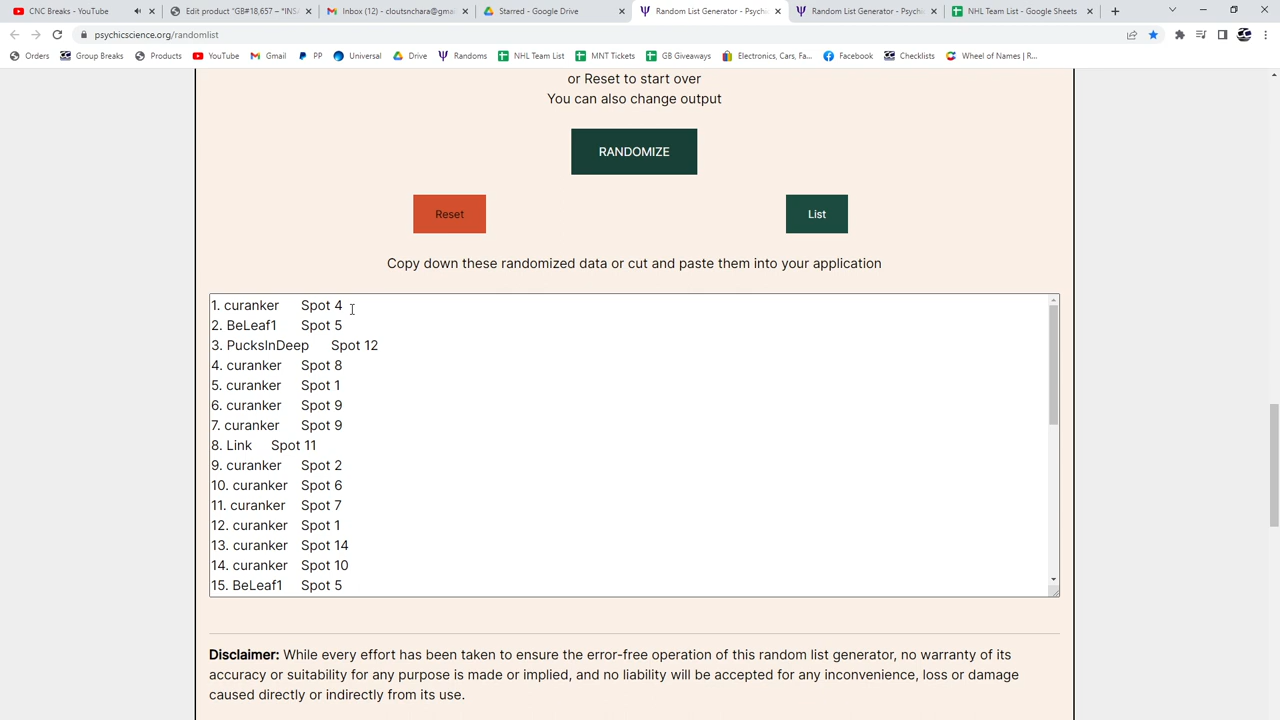 CNC Breaks - YouTube
Edit product “GB#18,657 – “INSA
Inbox (12) - cloutsnchara@gma
Starred - Google Drive
Random List Generator - Psychic
Random List Generator - Psychi
NHL Team List - Google Sheets
psychicscience.org/randomlist
Orders
Group Breaks
Products
YouTube
Gmail
PP
Universal
Drive
Randoms
NHL Team List
MNT Tickets
GB Giveaways
Electronics, Cars, Fa...
Facebook
Checklists
Wheel of Names | R...
or Reset to start over
You can also change output
RANDOMIZE
Reset
List
Copy down these randomized data or cut and paste them into your application
1. curanker Spot 4
2. BeLeaf1 Spot 5
3. PucksInDeep Spot 12
4. curanker Spot 8
5. curanker Spot 1
6. curanker Spot 9
7. curanker Spot 9
8. Link Spot 11
9. curanker Spot 2
10. curanker Spot 6
11. curanker Spot 7
12. curanker Spot 1
13. curanker Spot 14
14. curanker Spot 10
15. BeLeaf1 Spot 5
Disclaimer: While every effort has been taken to ensure the error-free operation of this random list generator, no warranty of its
accuracy or suitability for any purpose is made or implied, and no liability will be accepted for any inconvenience, loss or damage
caused directly or indirectly from its use.